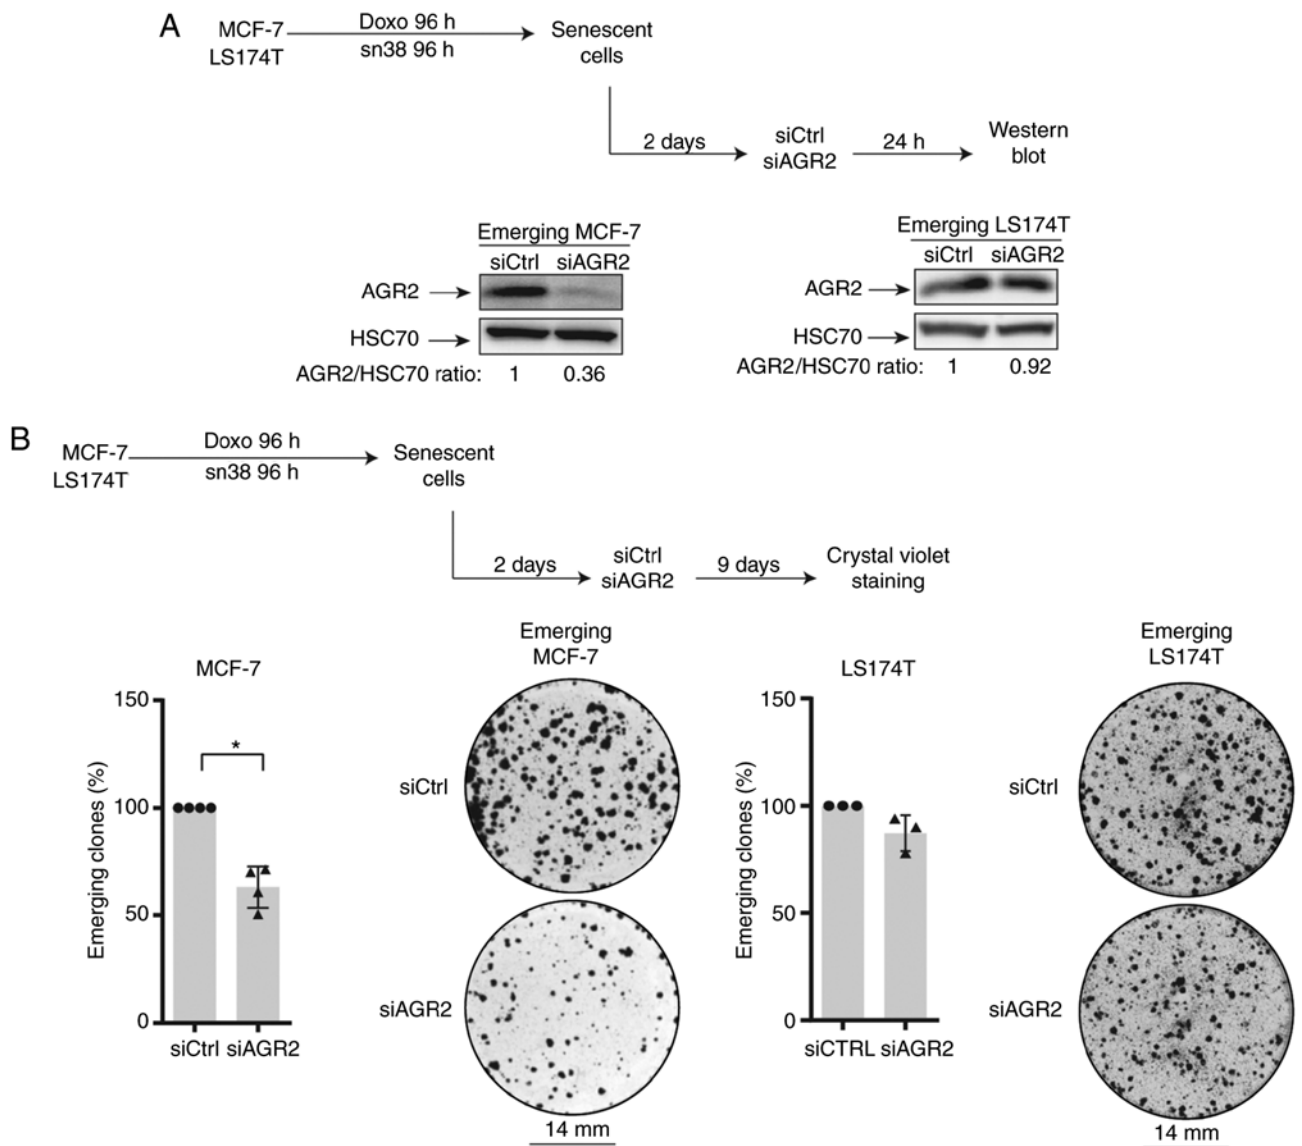 A
MCF-7
LS174T
Doxo 96 h
sn38 96 h
Senescent
cells
2 days
siCtrl
siAGR2
24 h
Western
blot
Emerging MCF-7
siCtrl siAGR2
AGR2
HSC70
AGR2/HSC70 ratio: 1 0.36
Emerging LS174T
siCtrl siAGR2
AGR2
HSC70
AGR2/HSC70 ratio: 1 0.92
B
MCF-7
LS174T
Doxo 96 h
sn38 96 h
Senescent
cells
2 days
siCtrl
siAGR2
9 days
Crystal violet
staining
MCF-7
Emerging clones (%)
150
100
50
0
*
siCtrl siAGR2
Emerging
MCF-7
siCtrl
siAGR2
14 mm
LS174T
Emerging clones (%)
150
100
50
0
siCTRL siAGR2
Emerging
LS174T
siCtrl
siAGR2
14 mm